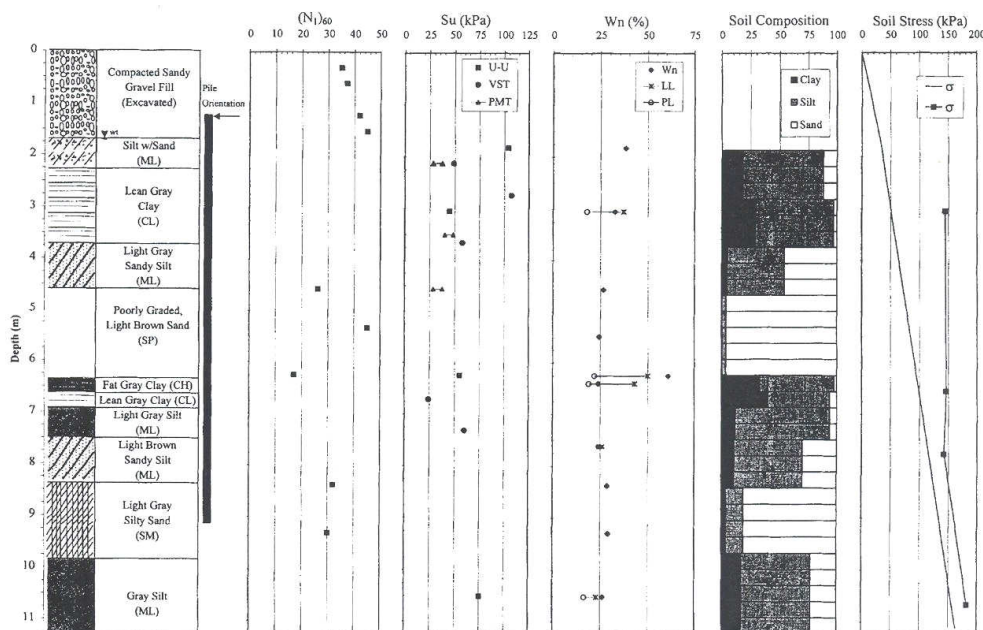 (N₁)₆₀
Su (kPa)
Wn (%)
Soil Composition
Soil Stress (kPa)
0 10 20 30 40 50
0 25 50 75 100 125
0 25 50 75
0 50 100
0 50 100 150 200
Depth (m)
0
1
2
3
4
5
6
7
8
9
10
11
Compacted Sandy
Gravel Fill
(Excavated)
wt
Silt w/Sand
(ML)
Lean Gray
Clay
(CL)
Light Gray
Sandy Silt
(ML)
Poorly Graded,
Light Brown Sand
(SP)
Fat Gray Clay (CH)
Lean Gray Clay (CL)
Light Gray Silt
(ML)
Light Brown
Sandy Silt
(ML)
Light Gray
Silty Sand
(SM)
Gray Silt
(ML)
Pile
Orientation
U-U
VST
PMT
Wn
LL
PL
Clay
Silt
Sand
σ
σ